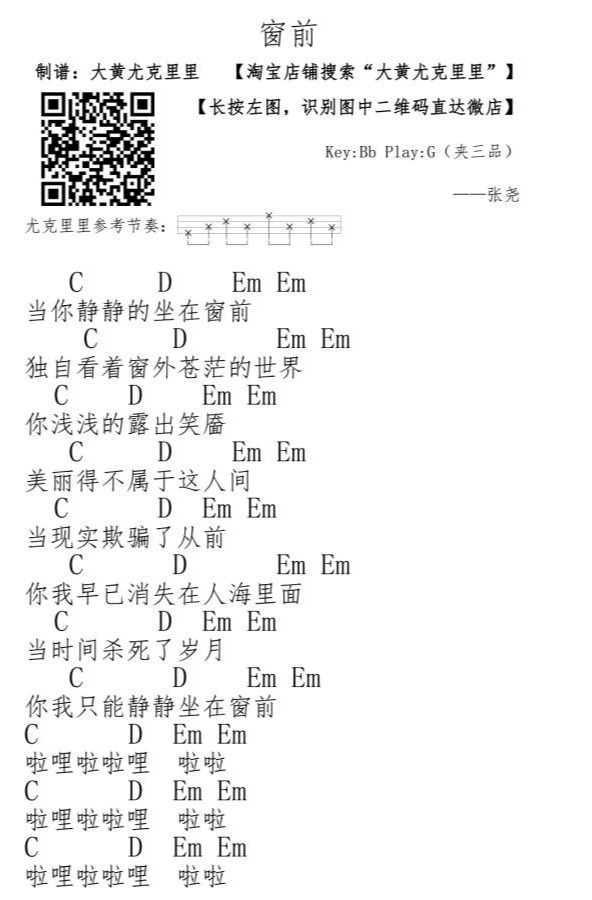 窗前
制谱：大黄尤克里里 【淘宝店铺搜索“大黄尤克里里”】
【长按左图，识别图中二维码直达微店】
Key:Bb Play:G（夹三品）
——张尧
尤克里里参考节奏：
C D Em Em
当你静静的坐在窗前
C D Em Em
独自看着窗外苍茫的世界
C D Em Em
你浅浅的露出笑靥
C D Em Em
美丽得不属于这人间
C D Em Em
当现实欺骗了从前
C D Em Em
你我早已消失在人海里面
C D Em Em
当时间杀死了岁月
C D Em Em
你我只能静静坐在窗前
C D Em Em
啦哩啦啦哩 啦啦
C D Em Em
啦哩啦啦哩 啦啦
C D Em Em
啦哩啦啦哩 啦啦